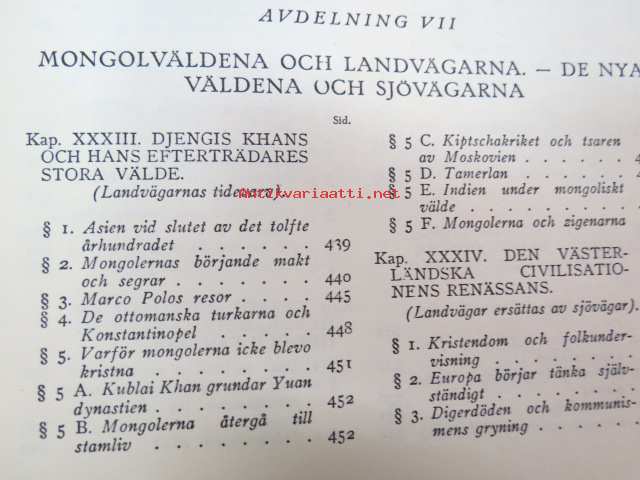 AVDELNING VII
MONGOLVÄLDENA OCH LANDVÄGARNA. — DE NYA
VÄLDENA OCH SJÖVÄGARNA
Sid.
Kap. XXXIII. DJENGIS KHANS
OCH HANS EFTERTRÄDARES
STORA VÄLDE.
(Landvägarnas tidevarv).
§ 1. Asien vid slutet av det tolfte
århundradet . . . . . . 439
§ 2. Mongolernas börjande makt
och segrar . . . . . . . 440
§ 3. Marco Polos resor . . . . 445
§ 4. De ottomanska turkarna och
Konstantinopel . . . . . 448
§ 5. Varför mongolerna icke blevo
kristna . . . . . . . . 451
§ 5 A. Kublai Khan grundar Yuan
dynastien . . . . . . . 452
§ 5 B. Mongolerna återgå till
stamliv . . . . . . . . 452
§ 5 C. Kiptschakriket och tsaren
av Moskovien . . . . . . 4
§ 5 D. Tamerlan . . . . . .
§ 5 E. Indien under mongoliskt
välde . . . . . . . . 4
§ 5 F. Mongolerna och zigenarna
Kap. XXXIV. DEN VÄSTER-
LÄNDSKA CIVILISATIO-
NENS RENÄSSANS.
(Landvägar ersättas av sjövägar).
§ 1. Kristendom och folkunder-
visning . . . . . . . .
§ 2. Europa börjar tänka själv-
ständigt . . . . . . . .
§ 3. Digerdöden och kommunis-
mens gryning . . . . . .
Antikvariaatti.net